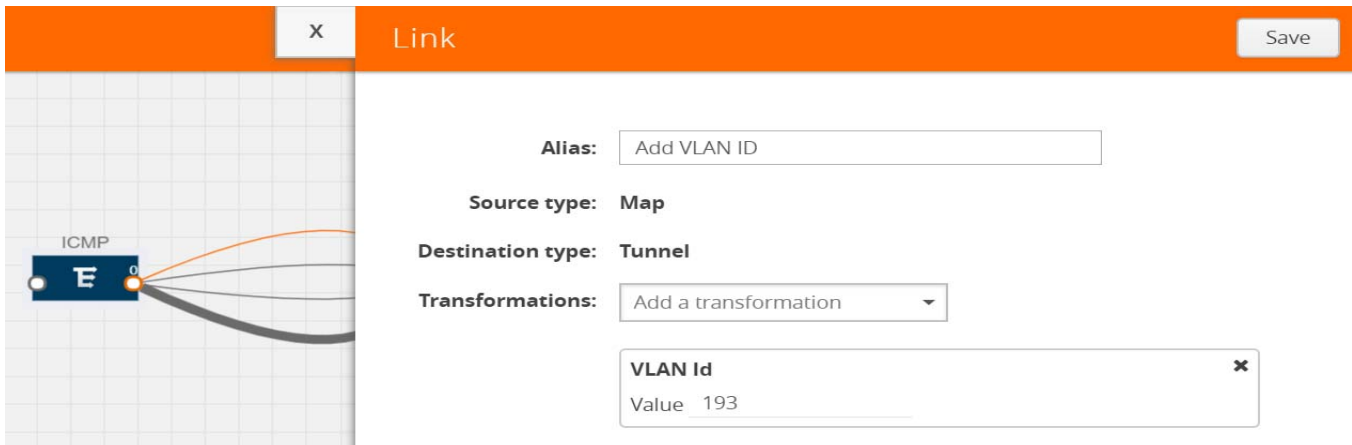 X
Link
Save
Alias: Add VLAN ID
Source type: Map
ICMP
Destination type: Tunnel
0
Transformations: Add a transformation
VLAN Id
Value 193